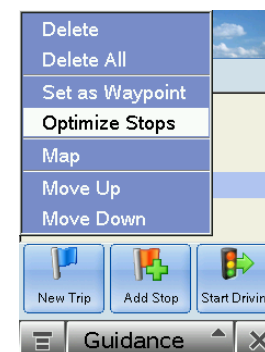 Delete
Delete All
Set as Waypoint
Optimize Stops
Map
Move Up
Move Down
New Trip
Add Stop
Start Drivin
Guidance